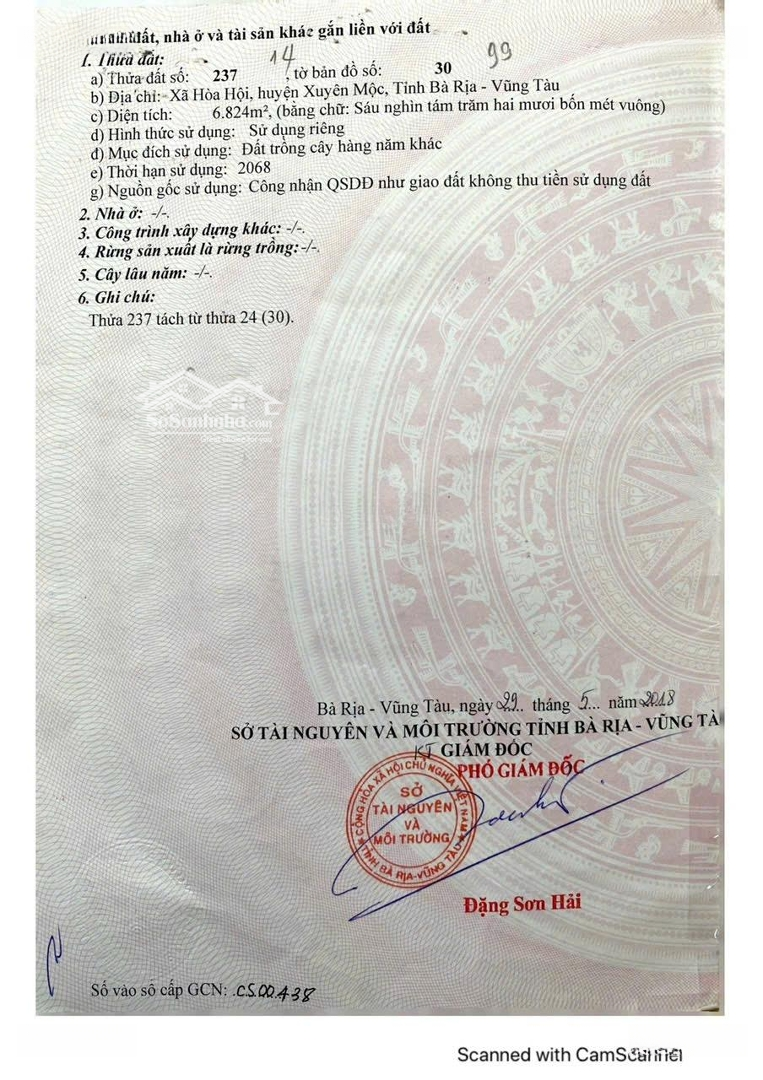 đất, nhà ở và tài sản khác gắn liền với đất
1. Thửa đất: 14 99
a) Thửa đất số: 237 , tờ bản đồ số: 30
b) Địa chỉ: Xã Hòa Hội, huyện Xuyên Mộc, Tỉnh Bà Rịa - Vũng Tàu
c) Diện tích: 6.824m², (bằng chữ: Sáu nghìn tám trăm hai mươi bốn mét vuông)
d) Hình thức sử dụng: Sử dụng riêng
đ) Mục đích sử dụng: Đất trồng cây hàng năm khác
e) Thời hạn sử dụng: 2068
g) Nguồn gốc sử dụng: Công nhận QSDĐ như giao đất không thu tiền sử dụng đất
2. Nhà ở: -/-.
3. Công trình xây dựng khác: -/-.
4. Rừng sản xuất là rừng trồng: -/-.
5. Cây lâu năm: -/-.
6. Ghi chú:
Thửa 237 tách từ thửa 24 (30).
SoSanhNha.com
Bà Rịa - Vũng Tàu, ngày 29.. tháng 5... năm 2018
SỞ TÀI NGUYÊN VÀ MÔI TRƯỜNG TỈNH BÀ RỊA - VŨNG TÀ
KT GIÁM ĐỐC
PHÓ GIÁM ĐỐC
CỘNG HÒA XÃ HỘI CHỦ NGHĨA VIỆT NAM
SỞ
TÀI NGUYÊN
VÀ
MÔI TRƯỜNG
TỈNH BÀ RỊA-VŨNG TÀU
Đặng Sơn Hải
Số vào sổ cấp GCN: .CS.00.438
Scanned with CamScanner